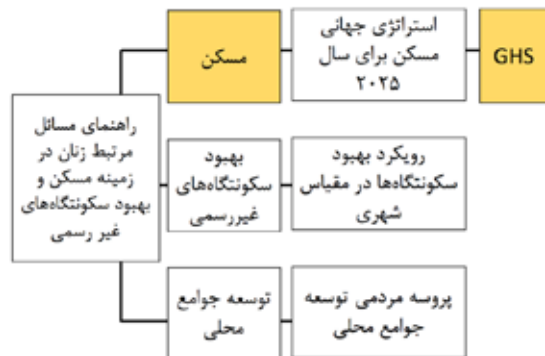 راهنمای مسائل
مرتبط زنان در
زمینه مسکن و
بهبود سکونتگاه‌های
غیر رسمی
مسکن
استراتژی جهانی
مسکن برای سال
۲۰۲۵
GHS
بهبود
سکونتگاه‌های
غیررسمی
رویکرد بهبود
سکونتگاه‌ها در مقیاس
شهری
توسعه جوامع
محلی
پروسه مردمی توسعه
جوامع محلی